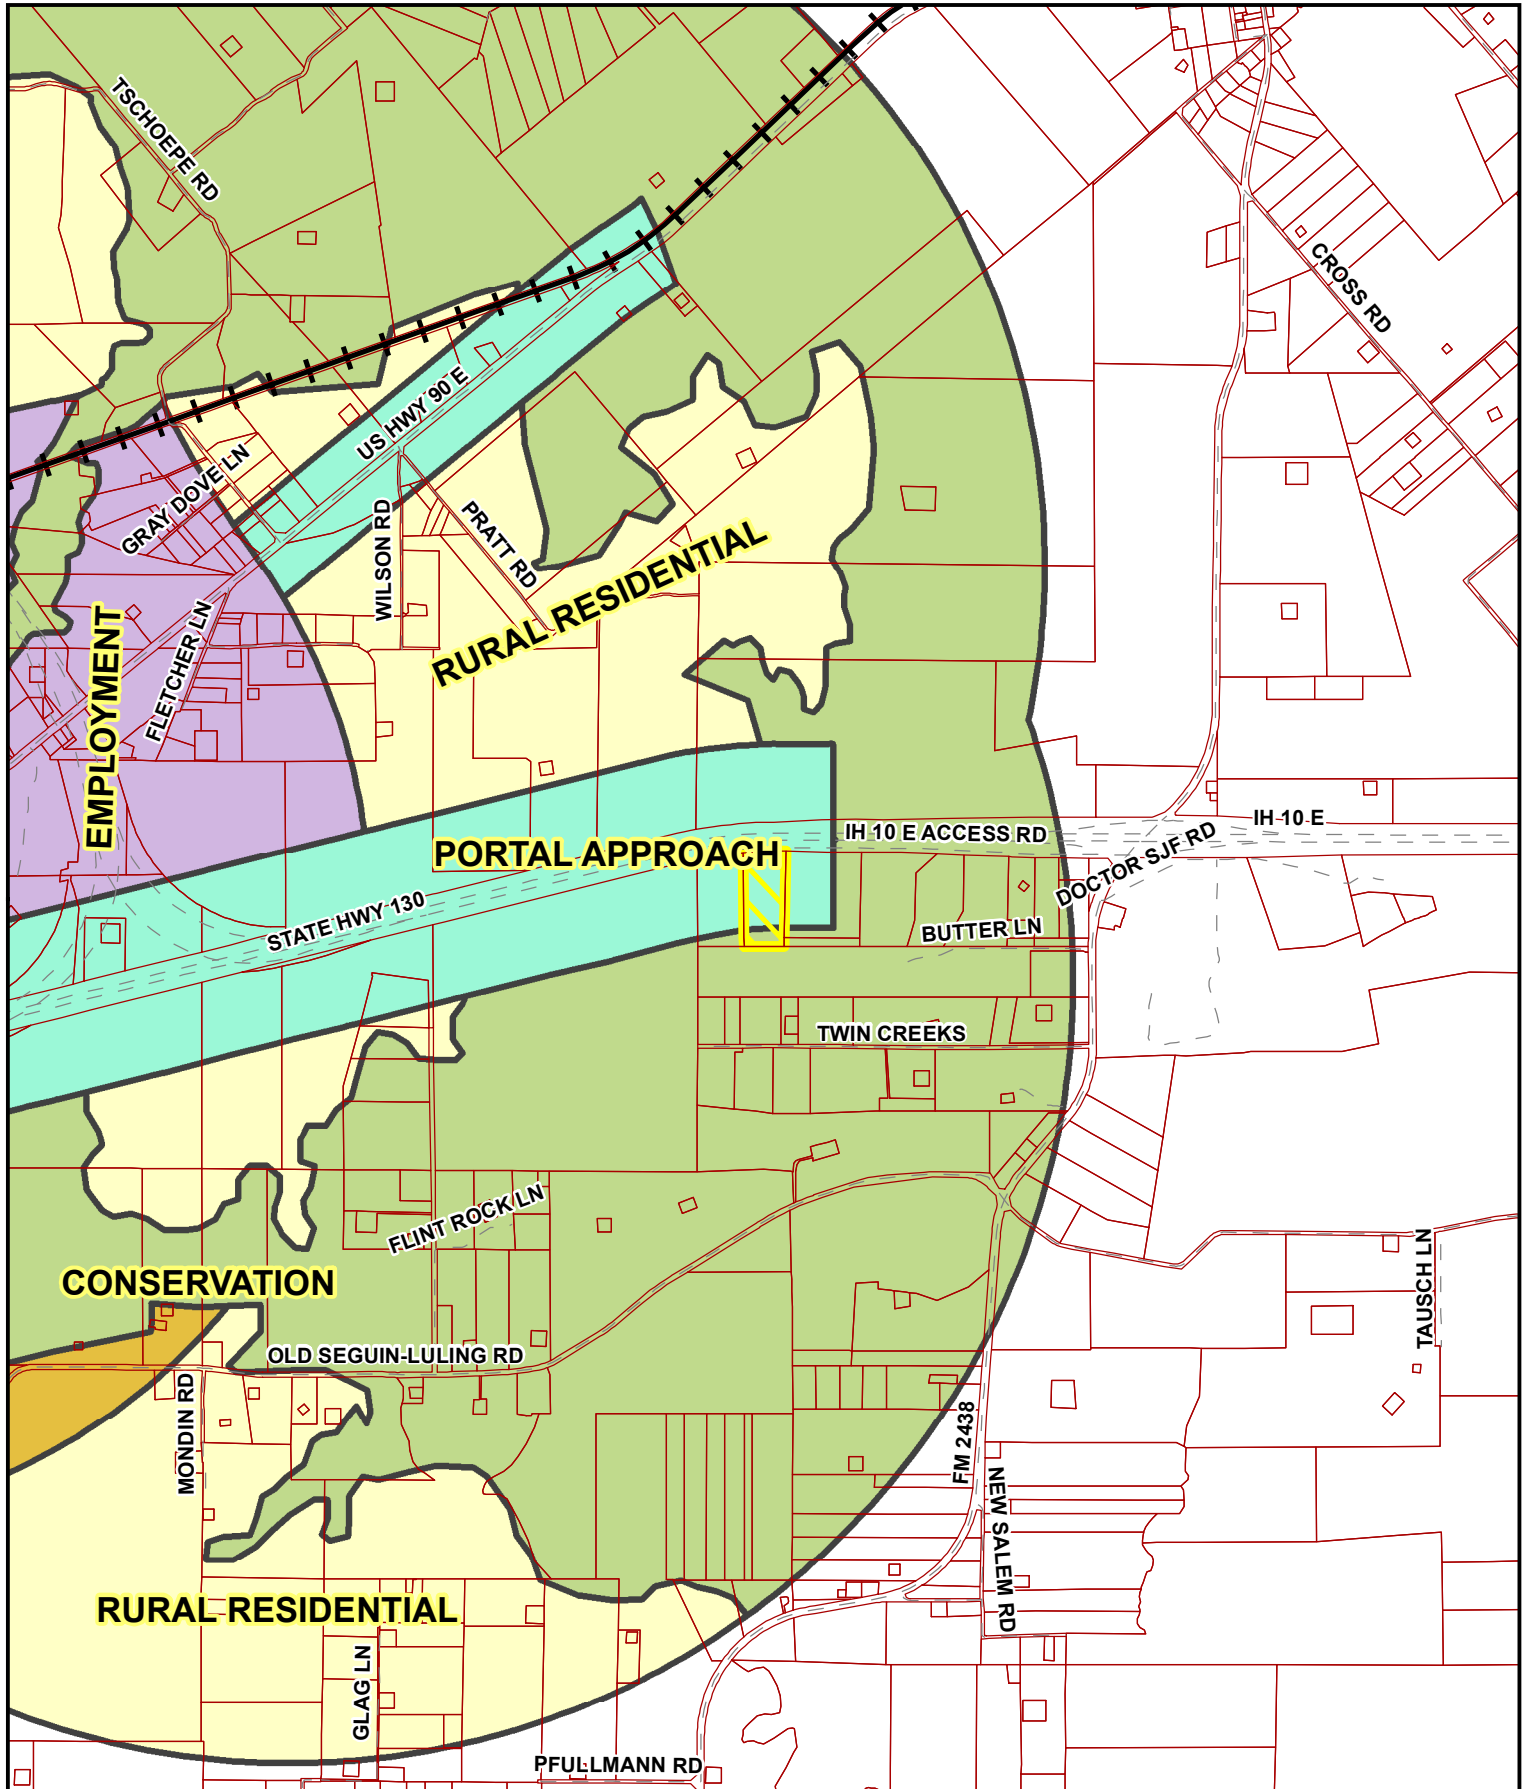 TSCHOEPE RD
CROSS RD
US HWY 90 E
GRAY DOVE LN
WILSON RD
PRATT RD
RURAL RESIDENTIAL
EMPLOYMENT
FLETCHER LN
IH 10 E
IH 10 E ACCESS RD
PORTAL APPROACH
DOCTOR SJF RD
STATE HWY 130
BUTTER LN
TWIN CREEKS
FLINT ROCK LN
TAUSCH LN
CONSERVATION
OLD SEGUIN-LULING RD
MONDIN RD
FM 2438
NEW SALEM RD
RURAL RESIDENTIAL
GLAG LN
PFULLMANN RD